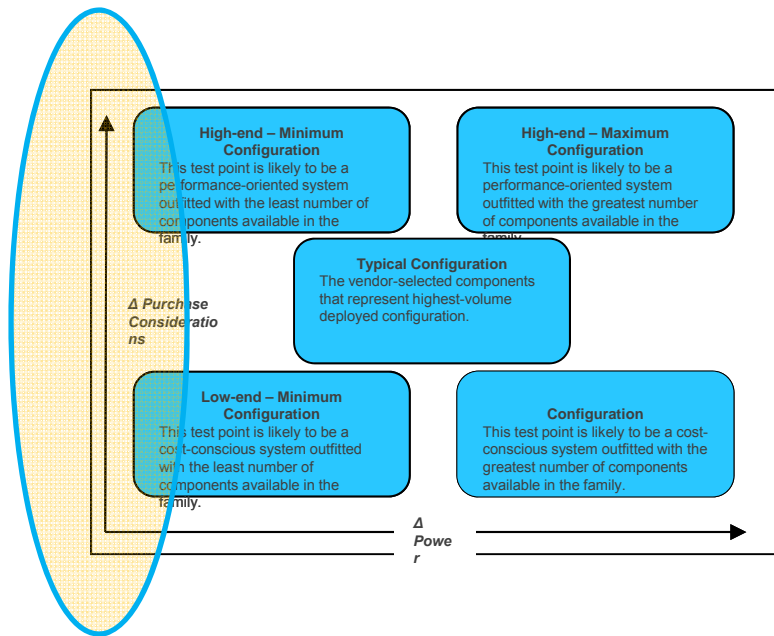 High-end – Minimum
Configuration
This test point is likely to be a
performance-oriented system
outfitted with the least number of
components available in the
family.
High-end – Maximum
Configuration
This test point is likely to be a
performance-oriented system
outfitted with the greatest number
of components available in the
family.
Typical Configuration
The vendor-selected components
that represent highest-volume
deployed configuration.
Δ Purchase
Consideratio
ns
Low-end – Minimum
Configuration
This test point is likely to be a
cost-conscious system outfitted
with the least number of
components available in the
family.
Configuration
This test point is likely to be a cost-
conscious system outfitted with the
greatest number of components
available in the family.
Δ
Powe
r